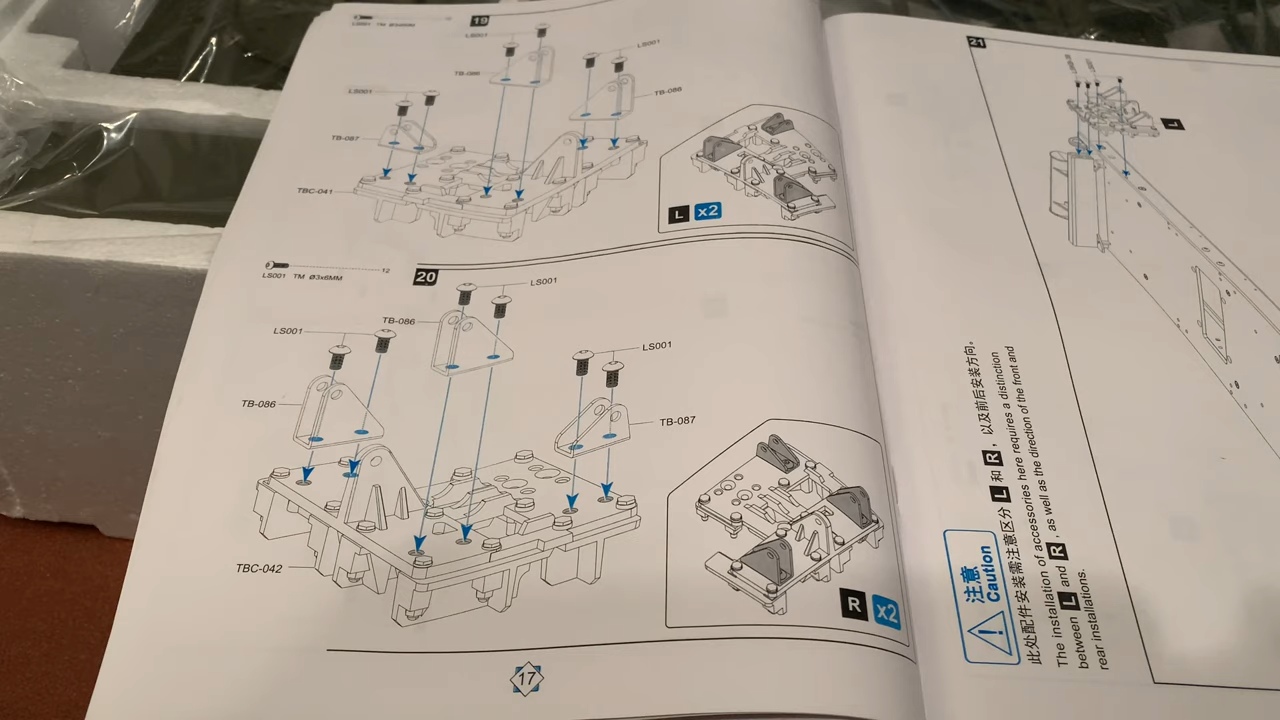 19
LS001
LS001
TB-086
LS001
TB-086
TB-087
TBC-041
L x2
12
LS001 TM Ø3x6MM
20
LS001
TB-086
LS001
LS001
TB-086
TB-087
TBC-042
R x2
17
21
L
注意
Caution
此处配件安装需注意区分 L 和 R，以及前后安装方向。
The installation of accessories here requires a distinction
between L and R, as well as the direction of the front and
rear installations.